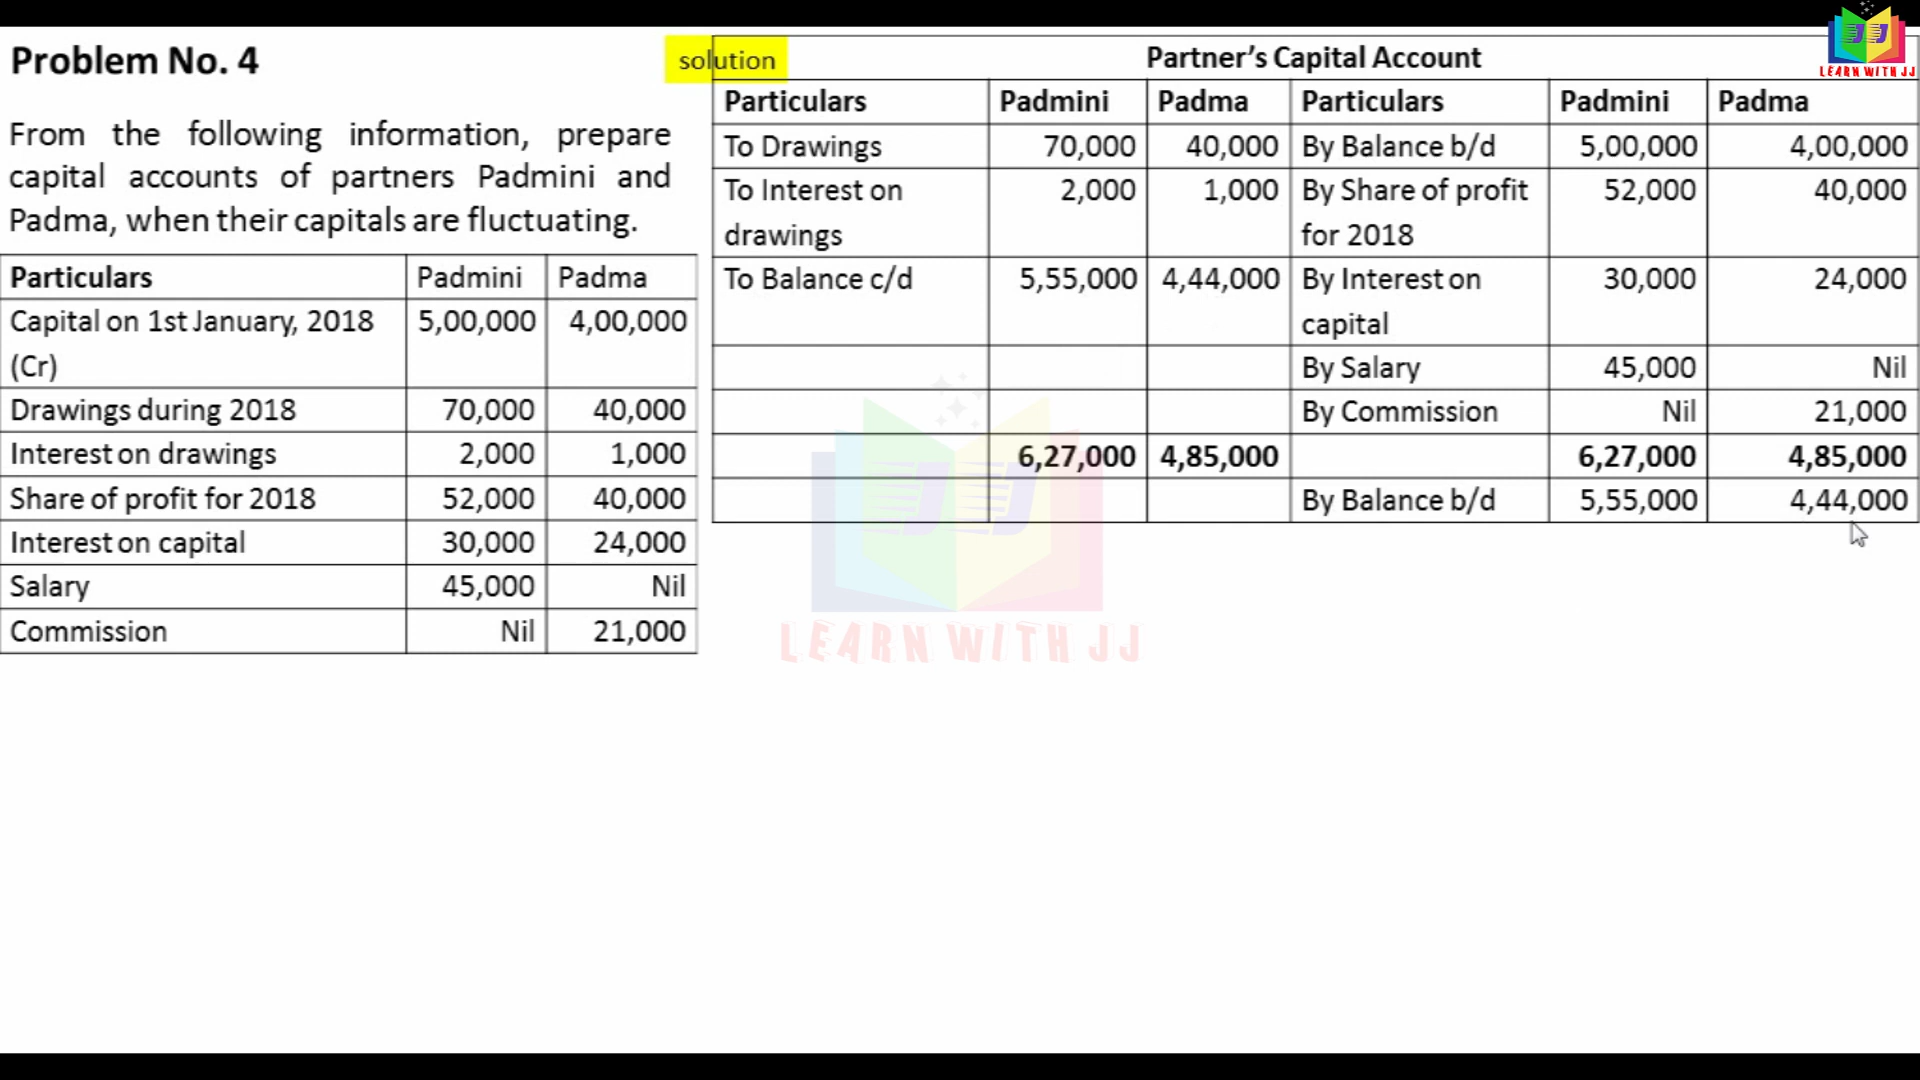 Problem No. 4
From the following information, prepare
capital accounts of partners Padmini and
Padma, when their capitals are fluctuating.
Particulars Padmini Padma
Capital on 1st January, 2018 5,00,000 4,00,000
(Cr)
Drawings during 2018 70,000 40,000
Interest on drawings 2,000 1,000
Share of profit for 2018 52,000 40,000
Interest on capital 30,000 24,000
Salary 45,000 Nil
Commission Nil 21,000
solution
Partner’s Capital Account
Particulars Padmini Padma Particulars Padmini Padma
To Drawings 70,000 40,000 By Balance b/d 5,00,000 4,00,000
To Interest on 2,000 1,000 By Share of profit 52,000 40,000
drawings for 2018
To Balance c/d 5,55,000 4,44,000 By Interest on 30,000 24,000
capital
By Salary 45,000 Nil
By Commission Nil 21,000
6,27,000 4,85,000 6,27,000 4,85,000
By Balance b/d 5,55,000 4,44,000
JJ
LEARN WITH JJ
JJ
LEARN WITH JJ